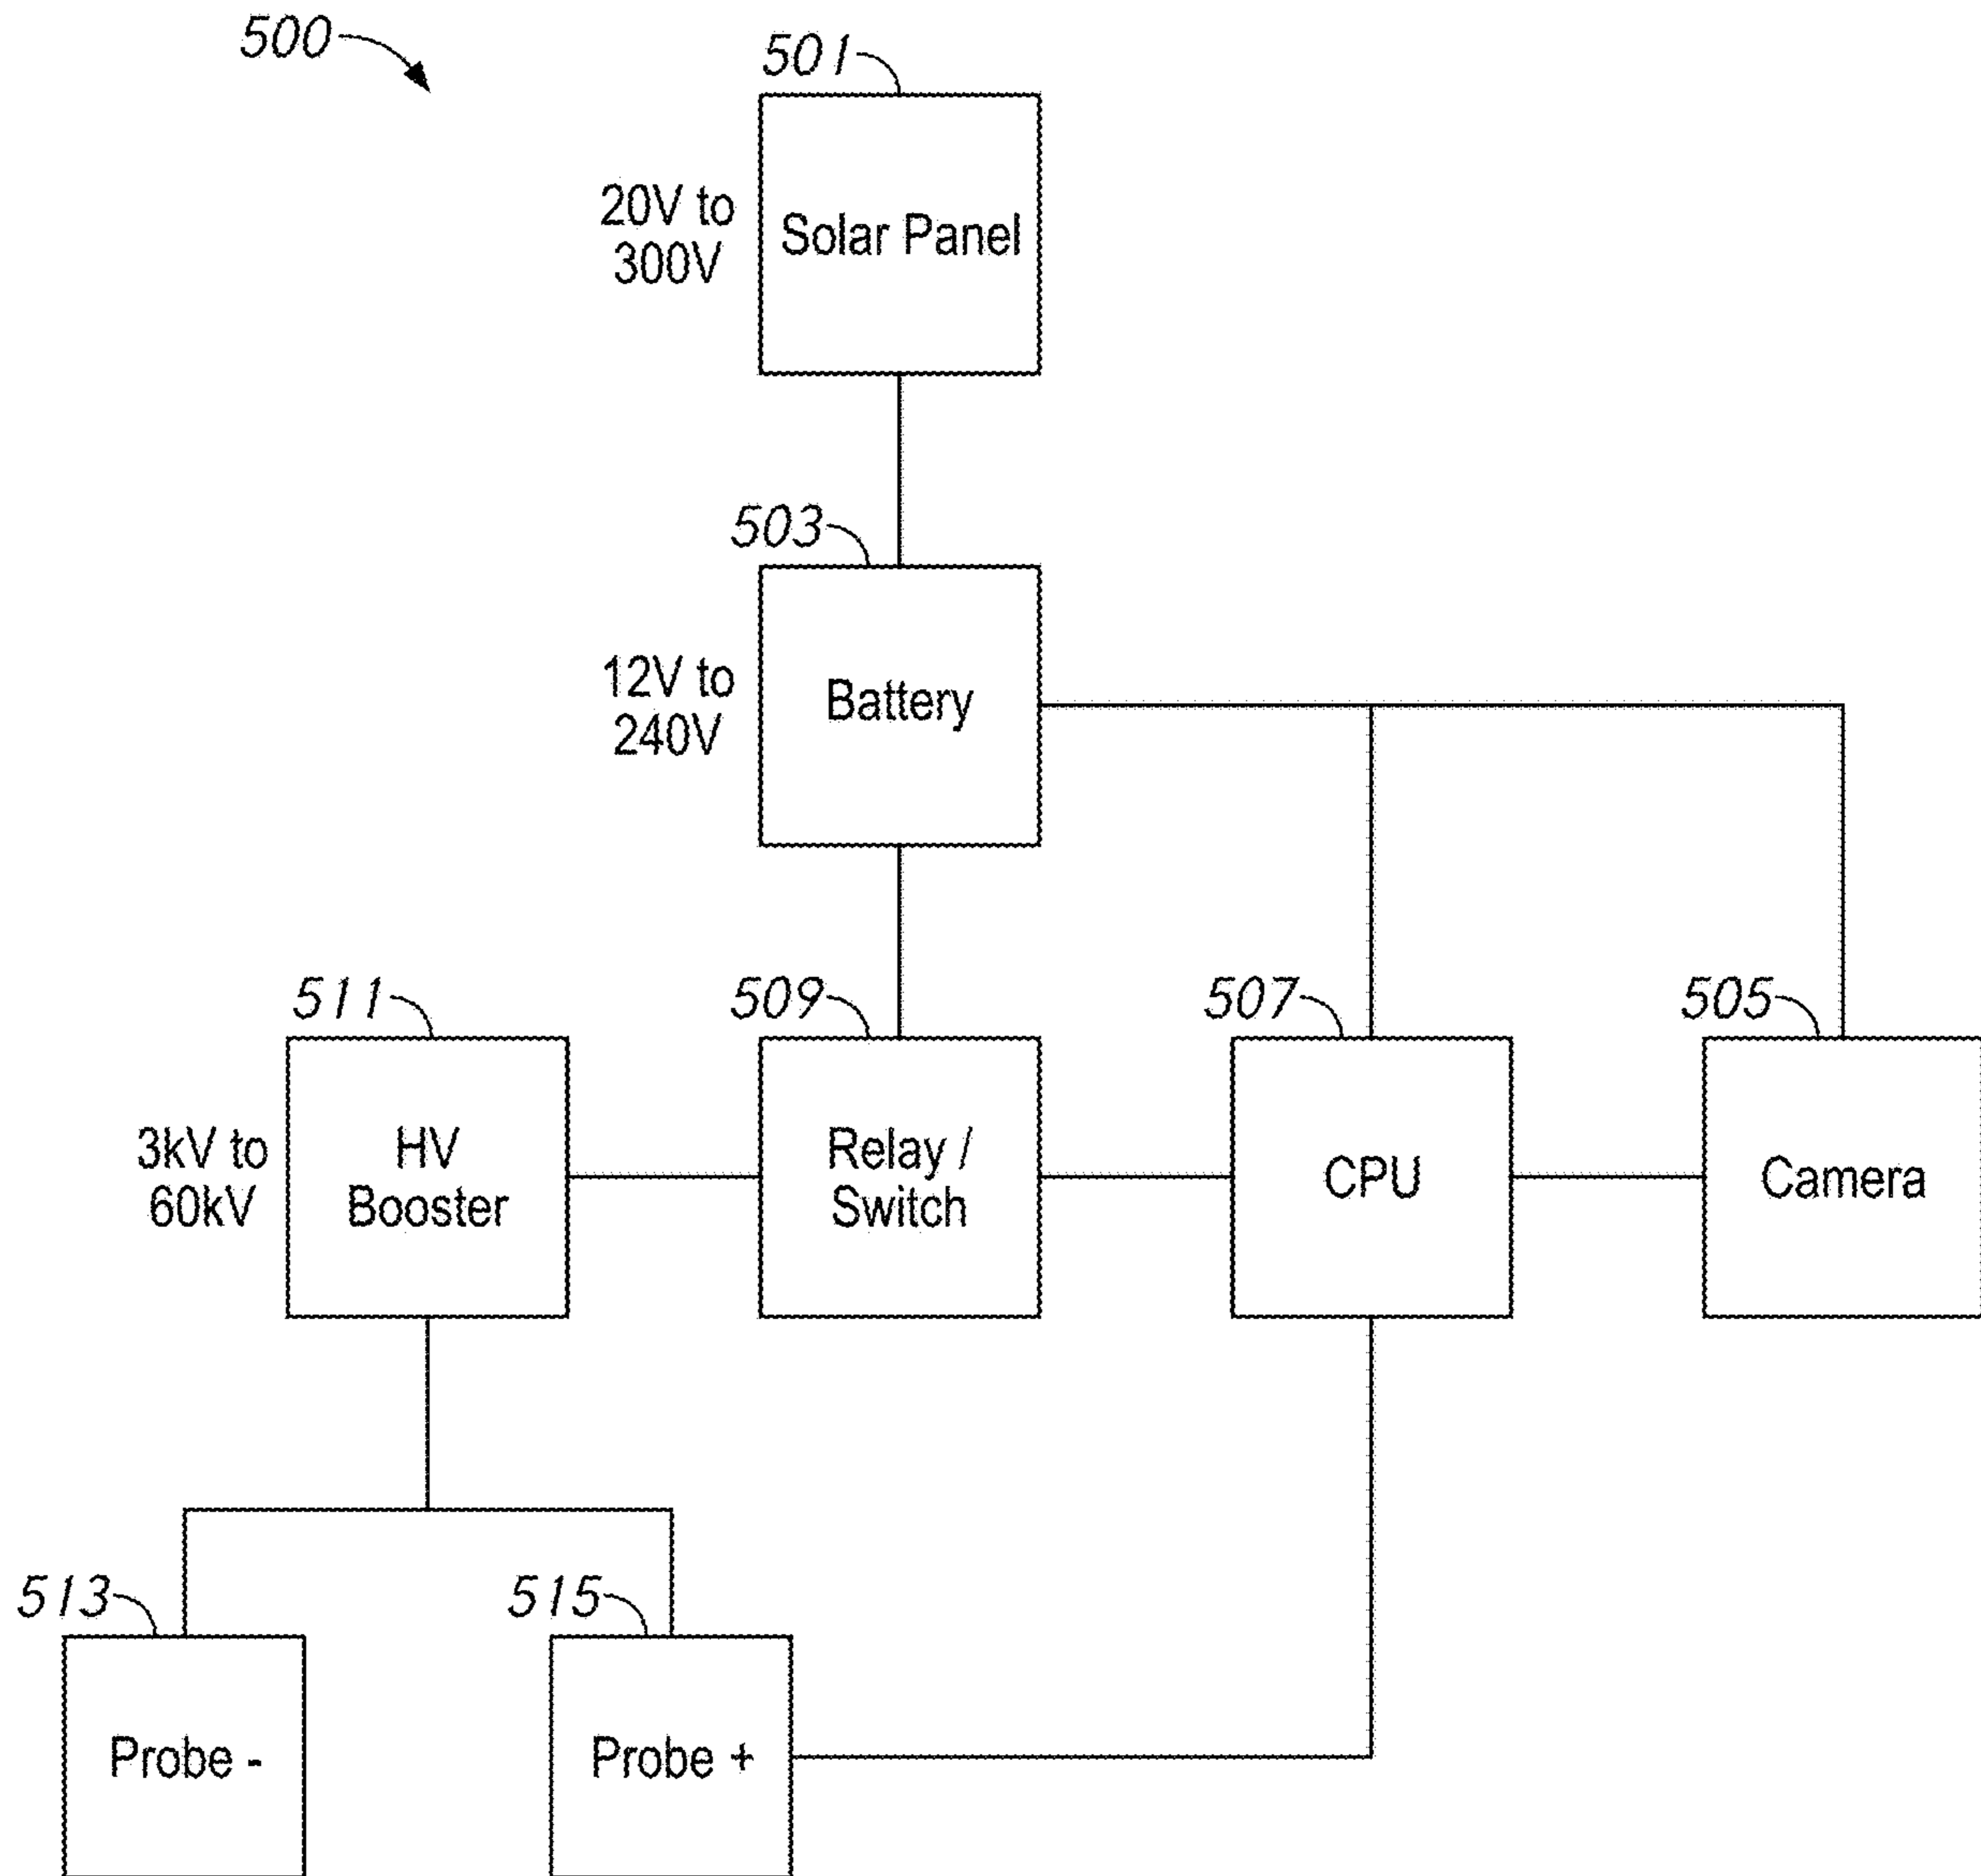 500
501
20V to
300V
Solar Panel
503
12V to
240V
Battery
511
509
507
505
3kV to
60kV
HV
Booster
Relay /
Switch
CPU
Camera
513
515
Probe -
Probe +